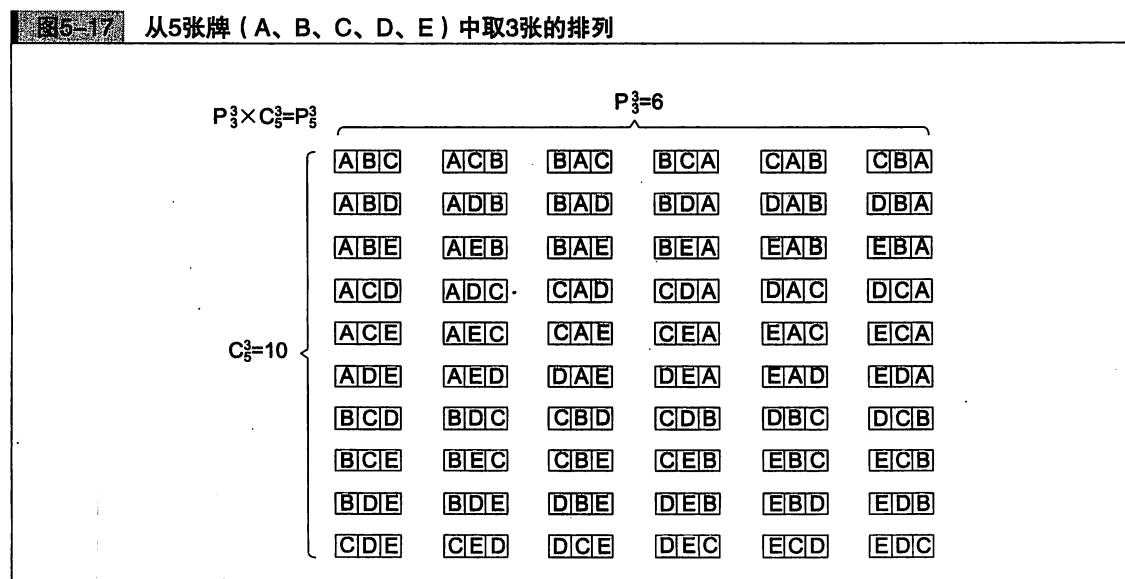 图5-17 从5张牌（A、B、C、D、E）中取3张的排列
P³₃=6
P³₃×C³₅=P³₅
ABC ACB BAC BCA CAB CBA
ABD ADB BAD BDA DAB DBA
ABE AEB BAE BEA EAB EBA
ACD ADC CAD CDA DAC DCA
ACE AEC CAE CEA EAC ECA
C³₅=10
ADE AED DAE DEA EAD EDA
BCD BDC CBD CDB DBC DCB
BCE BEC CBE CEB EBC ECB
BDE BDE DBE DEB EBD EDB
CDE CED DCE DEC ECD EDC